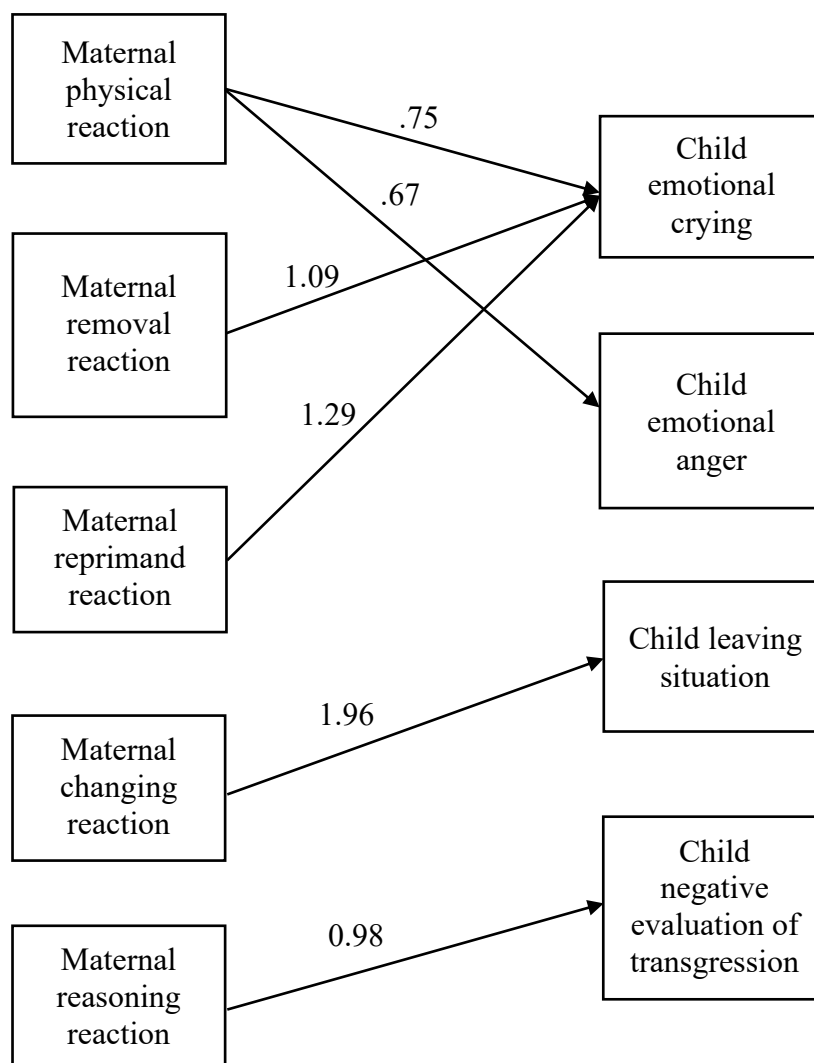 Maternal
physical
reaction
.75
Child
emotional
crying
.67
Maternal
removal
reaction
1.09
Child
emotional
anger
1.29
Maternal
reprimand
reaction
Child leaving
situation
1.96
Maternal
changing
reaction
Child
negative
evaluation of
transgression
0.98
Maternal
reasoning
reaction